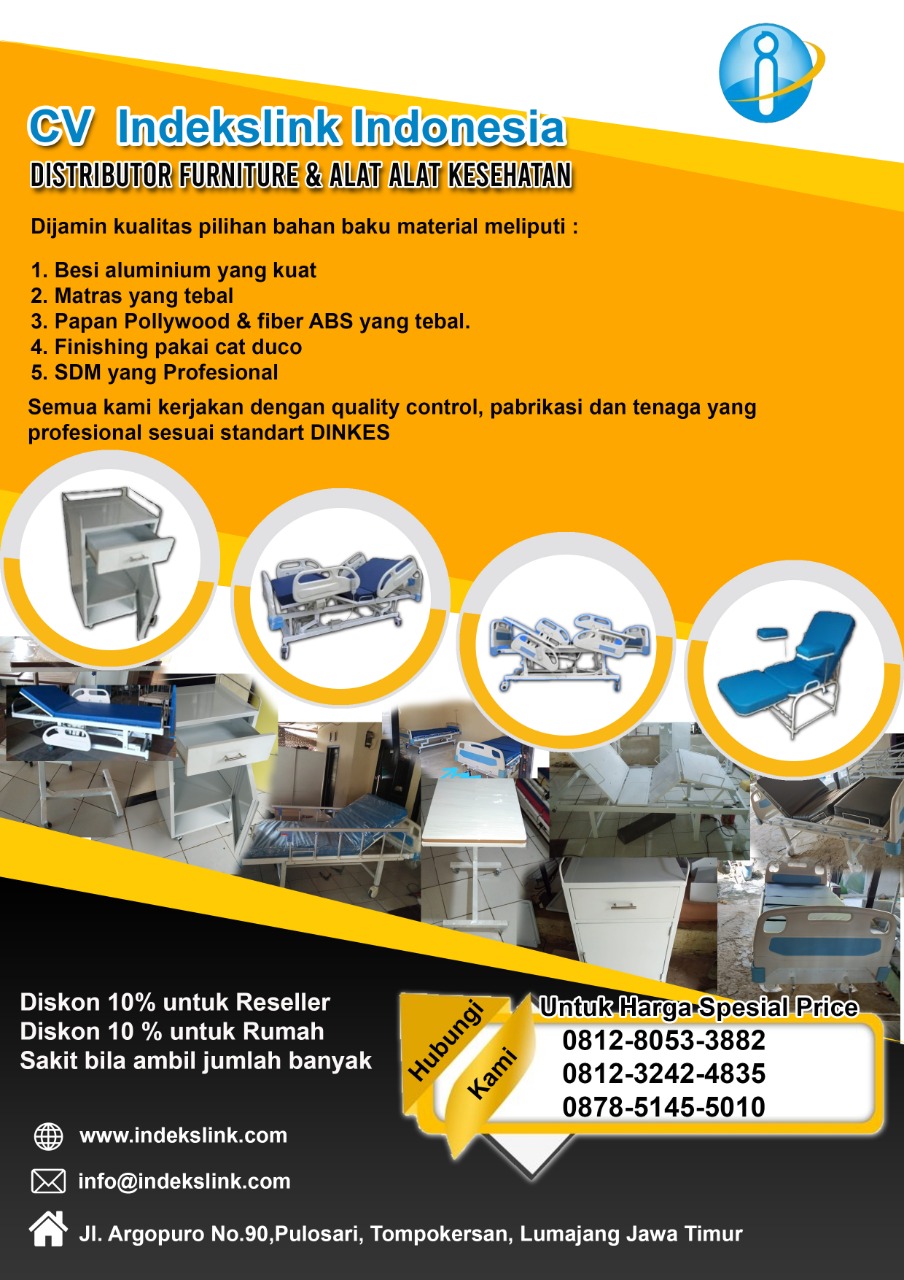 i
CV Indekslink Indonesia
DISTRIBUTOR FURNITURE & ALAT ALAT KESEHATAN
Dijamin kualitas pilihan bahan baku material meliputi :
1. Besi aluminium yang kuat
2. Matras yang tebal
3. Papan Pollywood & fiber ABS yang tebal.
4. Finishing pakai cat duco
5. SDM yang Profesional
Semua kami kerjakan dengan quality control, pabrikasi dan tenaga yang
profesional sesuai standart DINKES
Diskon 10% untuk Reseller
Diskon 10 % untuk Rumah
Sakit bila ambil jumlah banyak
Hubungi
Kami
Untuk Harga Spesial Price
0812-8053-3882
0812-3242-4835
0878-5145-5010
www.indekslink.com
info@indekslink.com
Jl. Argopuro No.90,Pulosari, Tompokersan, Lumajang Jawa Timur